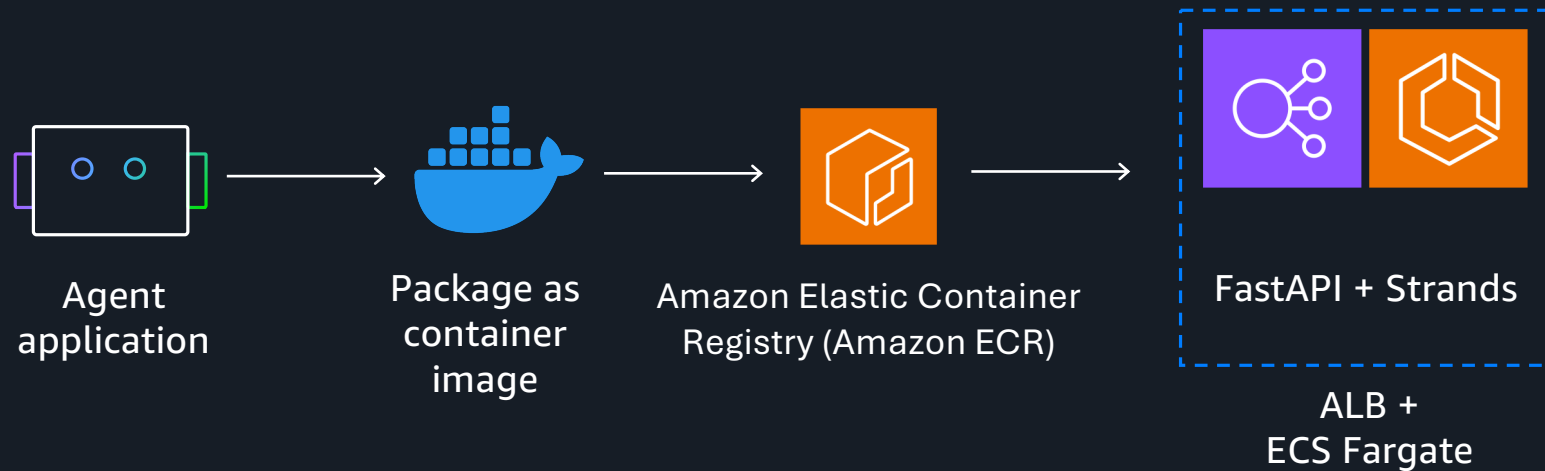 Agent
application
Package as
container
image
Amazon Elastic Container
Registry (Amazon ECR)
FastAPI + Strands
ALB +
ECS Fargate